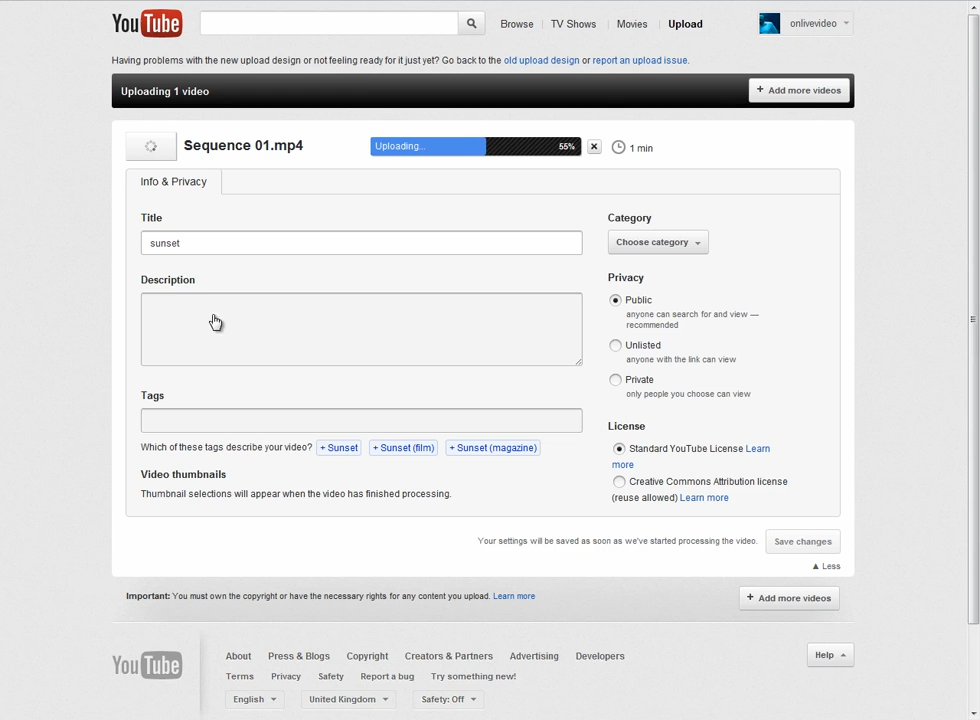 YouTube Browse TV Shows Movies Upload onlivevideo
Having problems with the new upload design or not feeling ready for it just yet? Go back to the old upload design or report an upload issue.
Uploading 1 video + Add more videos
Sequence 01.mp4 Uploading... 55% 1 min
Info & Privacy
Title
sunset
Description
Tags
Which of these tags describe your video? + Sunset + Sunset (film) + Sunset (magazine)
Video thumbnails
Thumbnail selections will appear when the video has finished processing.
Category
Choose category
Privacy
Public
anyone can search for and view —
recommended
Unlisted
anyone with the link can view
Private
only people you choose can view
License
Standard YouTube License Learn
more
Creative Commons Attribution license
(reuse allowed) Learn more
Your settings will be saved as soon as we've started processing the video. Save changes
▲ Less
Important: You must own the copyright or have the necessary rights for any content you upload. Learn more + Add more videos
YouTube
About Press & Blogs Copyright Creators & Partners Advertising Developers
Terms Privacy Safety Report a bug Try something new!
English United Kingdom Safety: Off
Help